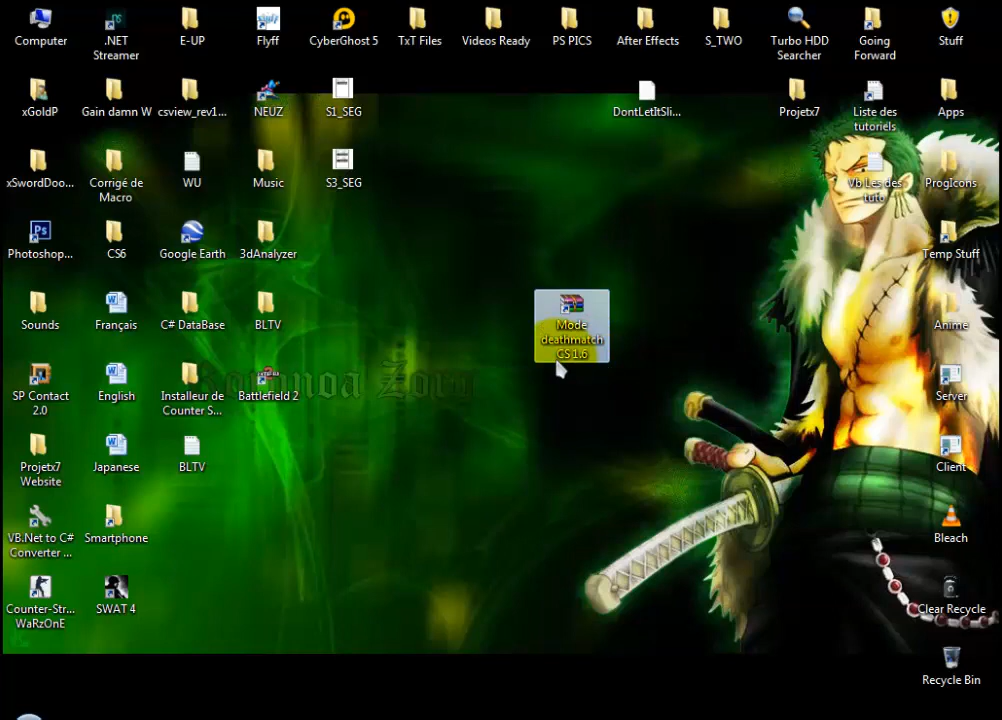 Computer
.NET
Streamer
E-UP
Flyff
CyberGhost 5
TxT Files
Videos Ready
PS PICS
After Effects
S_TWO
Turbo HDD
Searcher
Going
Forward
Stuff
xGoldP
Gain damn W
csview_rev1...
NEUZ
S1_SEG
DontLetItSli...
Projetx7
Liste des
tutoriels
Apps
xSwordDoo...
Corrigé de
Macro
WU
Music
S3_SEG
Vb Les des
tuto
ProgIcons
Photoshop...
CS6
Google Earth
3dAnalyzer
Temp Stuff
Sounds
Français
C# DataBase
BLTV
Mode
deathmatch
CS 1.6
Anime
SP Contact
2.0
English
Installeur de
Counter S...
Battlefield 2
Server
Roronoa Zoro
Projetx7
Website
Japanese
BLTV
Client
VB.Net to C#
Converter ...
Smartphone
Bleach
Counter-Str...
WaRzOnE
SWAT 4
Clear Recycle
Recycle Bin